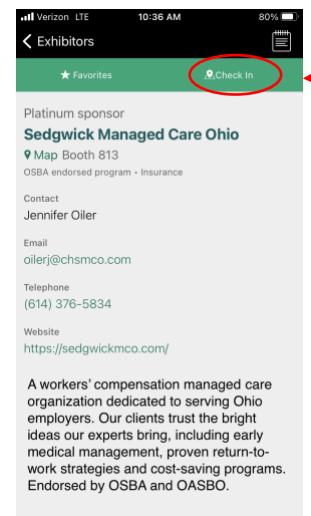 Verizon LTE 10:36 AM 80%
Exhibitors
Favorites Check In
Platinum sponsor
Sedgwick Managed Care Ohio
Map Booth 813
OSBA endorsed program • Insurance
Contact
Jennifer Oiler
Email
oilerj@chsmco.com
Telephone
(614) 376-5834
Website
https://sedgwickmco.com/
A workers' compensation managed care
organization dedicated to serving Ohio
employers. Our clients trust the bright
ideas our experts bring, including early
medical management, proven return-to-
work strategies and cost-saving programs.
Endorsed by OSBA and OASBO.